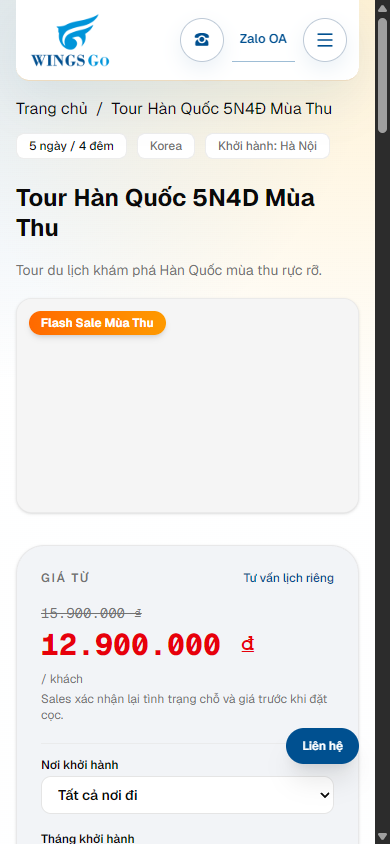 WINGS Go
Zalo OA
Trang chủ / Tour Hàn Quốc 5N4Đ Mùa Thu
5 ngày / 4 đêm
Korea
Khởi hành: Hà Nội
Tour Hàn Quốc 5N4D Mùa
Thu
Tour du lịch khám phá Hàn Quốc mùa thu rực rỡ.
Flash Sale Mùa Thu
GIÁ TỪ
Tư vấn lịch riêng
15.900.000 ₫
12.900.000 ₫
/ khách
Sales xác nhận lại tình trạng chỗ và giá trước khi đặt
cọc.
Liên hệ
Nơi khởi hành
Tất cả nơi đi
Tháng khởi hành